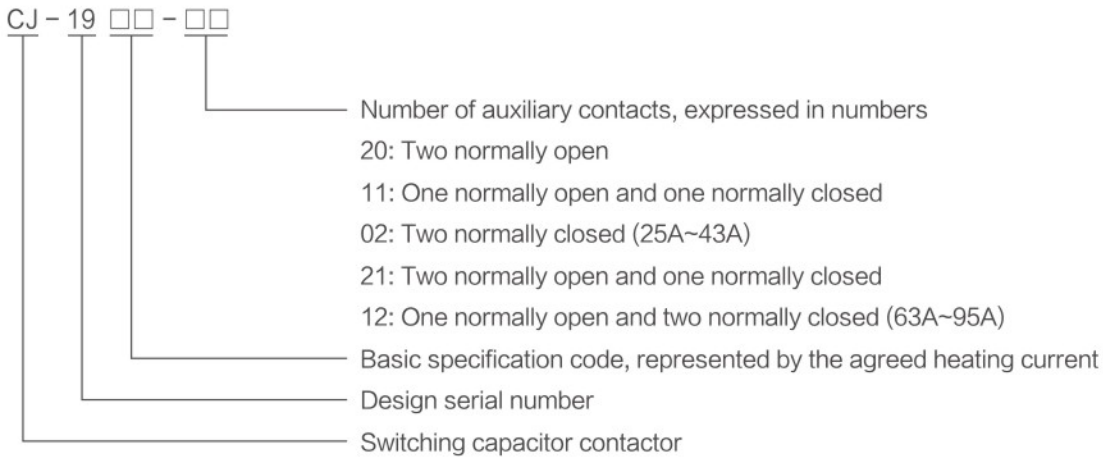 CJ – 19 □□ – □□
Number of auxiliary contacts, expressed in numbers
20: Two normally open
11: One normally open and one normally closed
02: Two normally closed (25A~43A)
21: Two normally open and one normally closed
12: One normally open and two normally closed (63A~95A)
Basic specification code, represented by the agreed heating current
Design serial number
Switching capacitor contactor